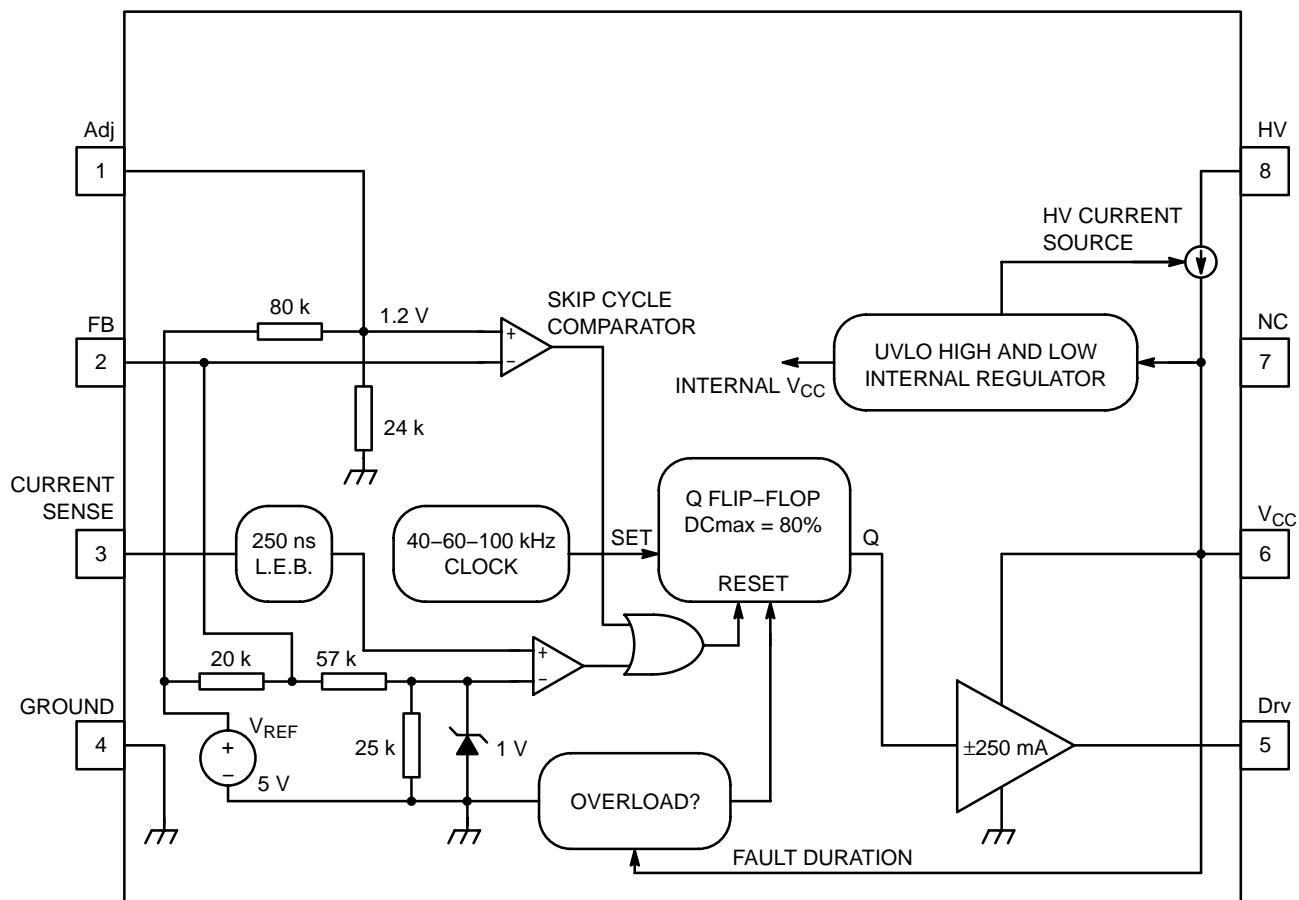 Adj
1
HV
8
HV CURRENT
SOURCE
80 k
1.2 V
SKIP CYCLE
COMPARATOR
+
−
FB
2
NC
7
UVLO HIGH AND LOW
INTERNAL REGULATOR
INTERNAL VCC
24 k
CURRENT
SENSE
3
250 ns
L.E.B.
40−60−100 kHz
CLOCK
SET
Q FLIP−FLOP
DCmax = 80%
RESET
Q
VCC
6
20 k
57 k
+
−
GROUND
4
VREF
+
−
5 V
25 k
1 V
OVERLOAD?
±250 mA
Drv
5
FAULT DURATION